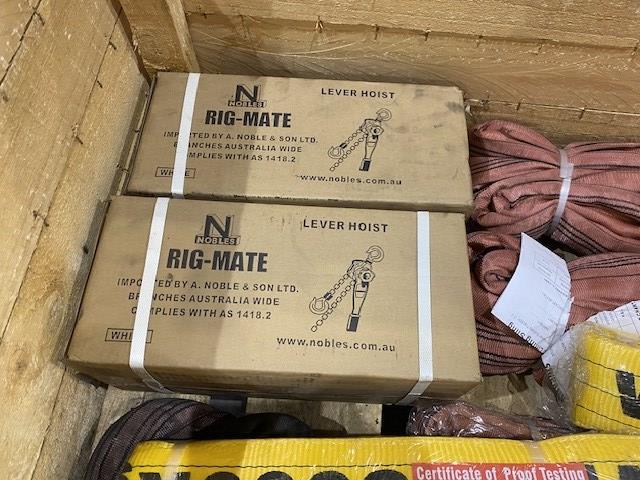 N
NOBLES
LEVER HOIST
RIG-MATE
IMPORTED BY A. NOBLE & SON LTD.
BRANCHES AUSTRALIA WIDE
COMPLIES WITH AS 1418.2
WHITE
www.nobles.com.au
N
NOBLES
LEVER HOIST
RIG-MATE
IMPORTED BY A. NOBLE & SON LTD.
BRANCHES AUSTRALIA WIDE
COMPLIES WITH AS 1418.2
WHITE
www.nobles.com.au
Certificate of Proof Testing